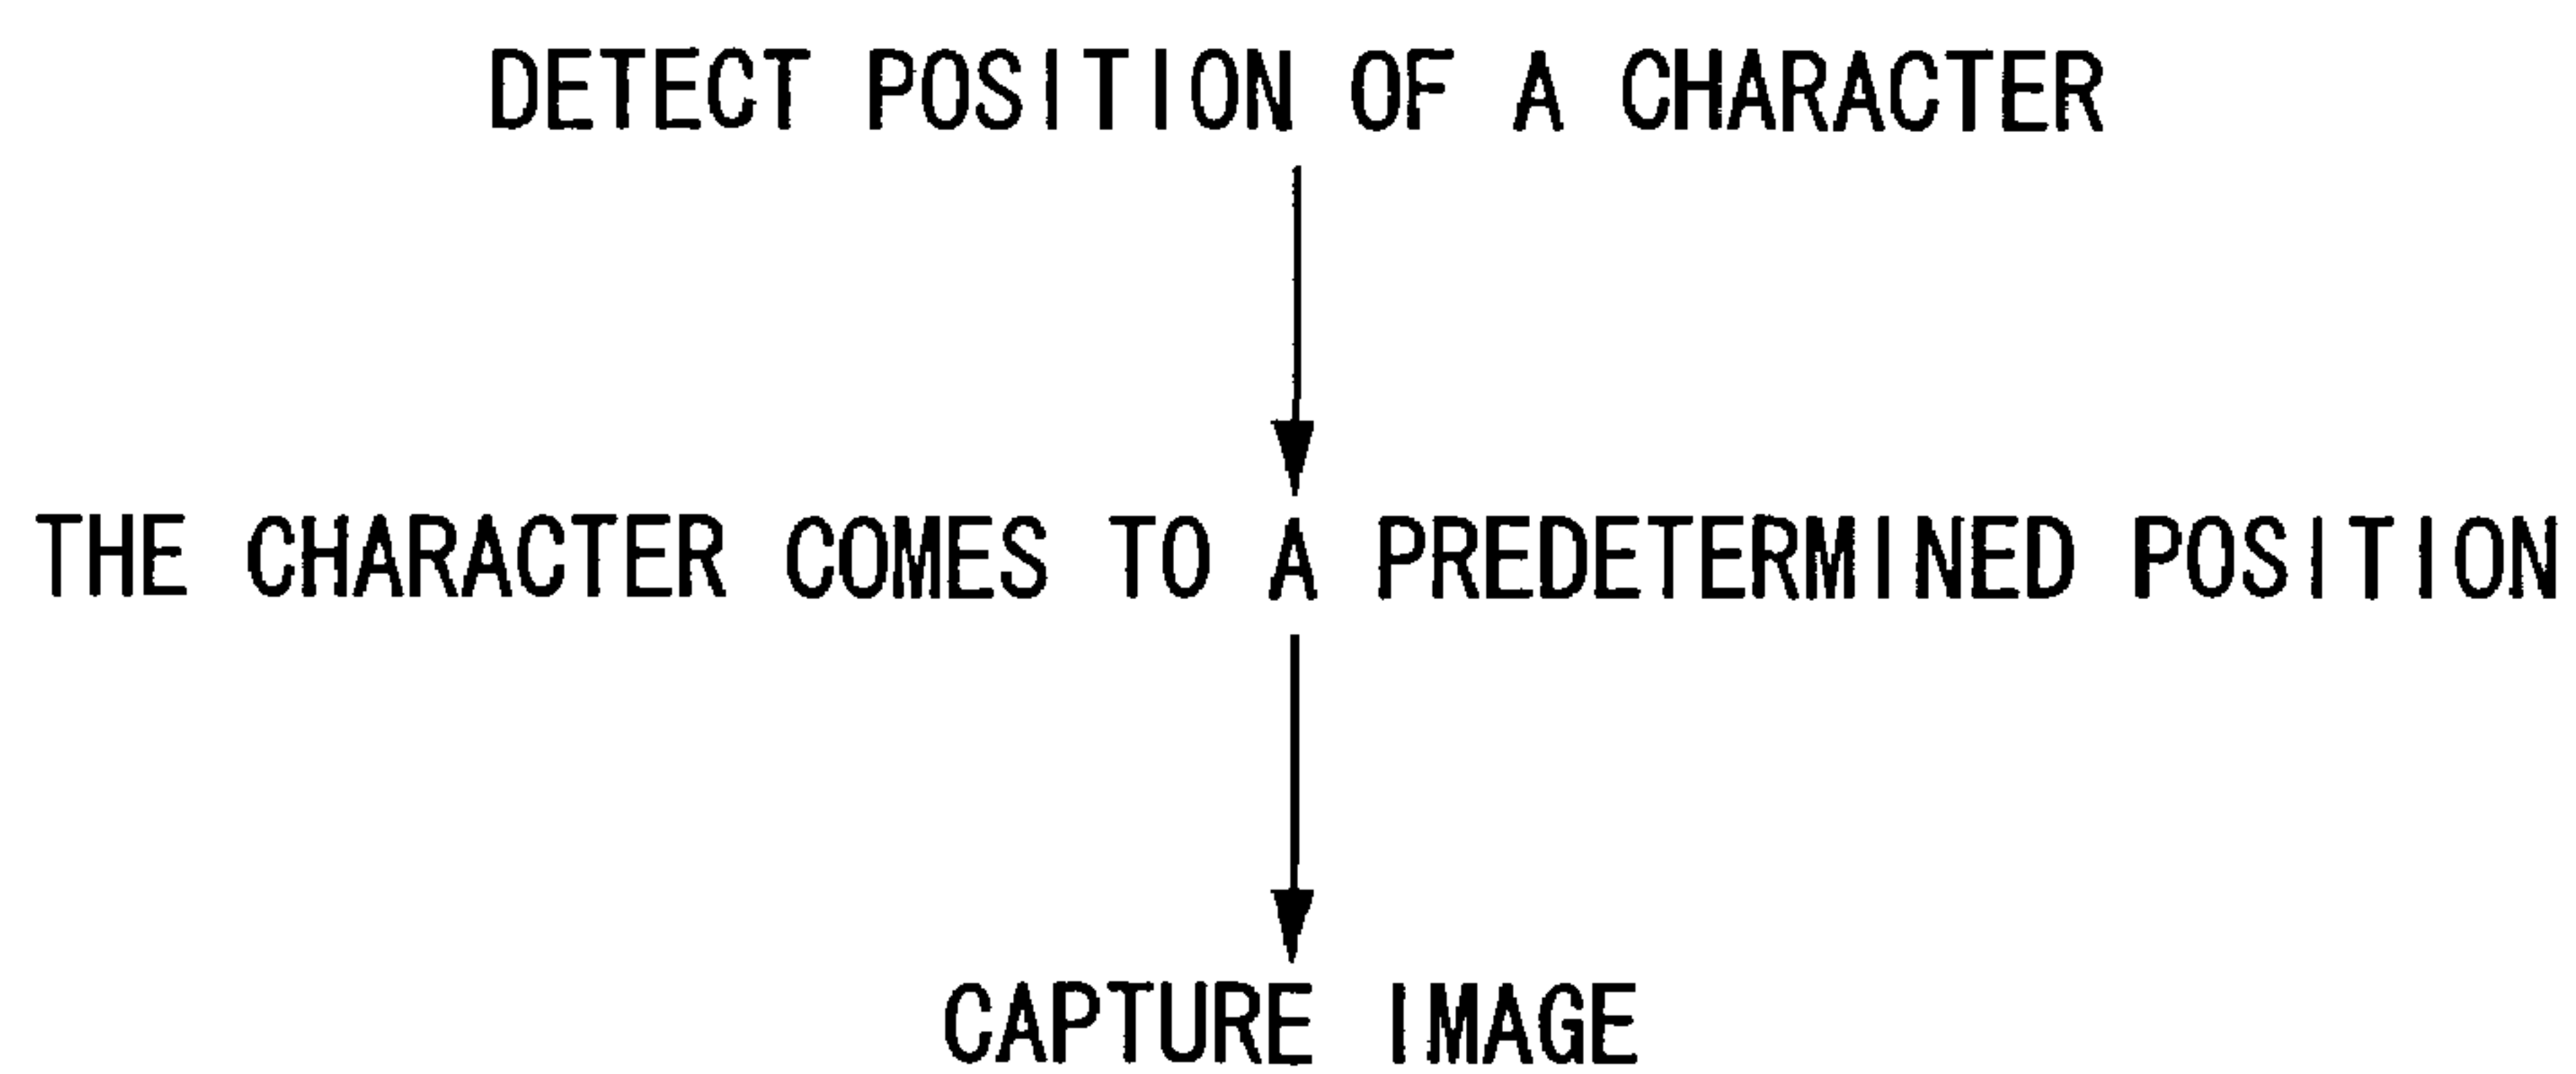 DETECT POSITION OF A CHARACTER
THE CHARACTER COMES TO A PREDETERMINED POSITION
CAPTURE IMAGE